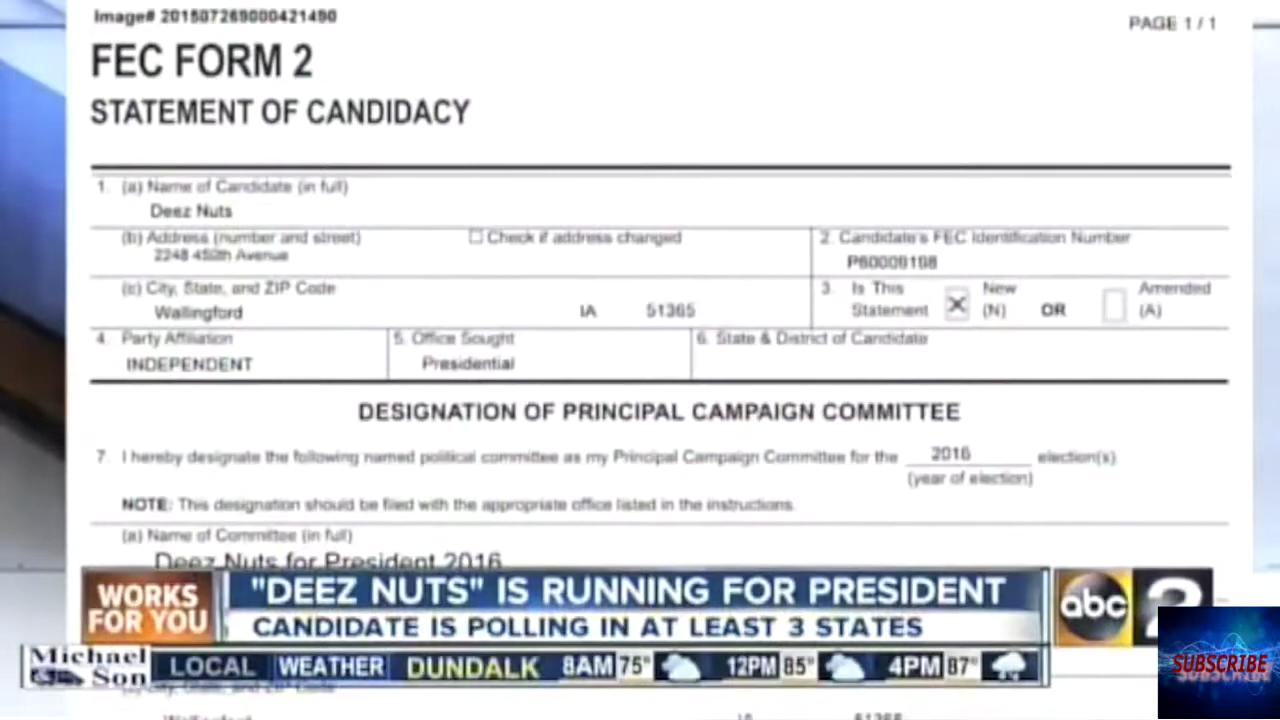 Image# 201507269000421490
PAGE 1 / 1
FEC FORM 2
STATEMENT OF CANDIDACY
1. (a) Name of Candidate (in full)
Deez Nuts
(b) Address (number and street) Check if address changed 2. Candidate's FEC Identification Number
2248 450th Avenue
P60008198
(c) City, State, and ZIP Code 3. Is This Statement New (N) OR Amended (A)
Wallingford IA 51365
4. Party Affiliation 5. Office Sought 6. State & District of Candidate
INDEPENDENT Presidential
DESIGNATION OF PRINCIPAL CAMPAIGN COMMITTEE
7. I hereby designate the following named political committee as my Principal Campaign Committee for the 2016 election(s)
(year of election)
NOTE: This designation should be filed with the appropriate office listed in the instructions.
(a) Name of Committee (in full)
Deez Nuts for President 2016
WORKS FOR YOU
"DEEZ NUTS" IS RUNNING FOR PRESIDENT
CANDIDATE IS POLLING IN AT LEAST 3 STATES
abc 2
Michael & Son
LOCAL WEATHER DUNDALK 8AM 75° 12PM 85° 4PM 87°
SUBSCRIBE